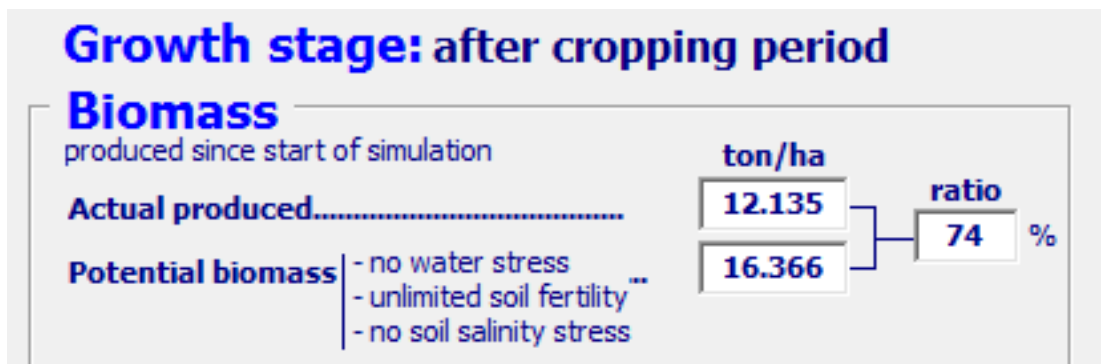 Growth stage: after cropping period
Biomass
produced since start of simulation
ton/ha
ratio
Actual produced....................................... 12.135
74 %
Potential biomass - no water stress ... 16.366
- unlimited soil fertility
- no soil salinity stress